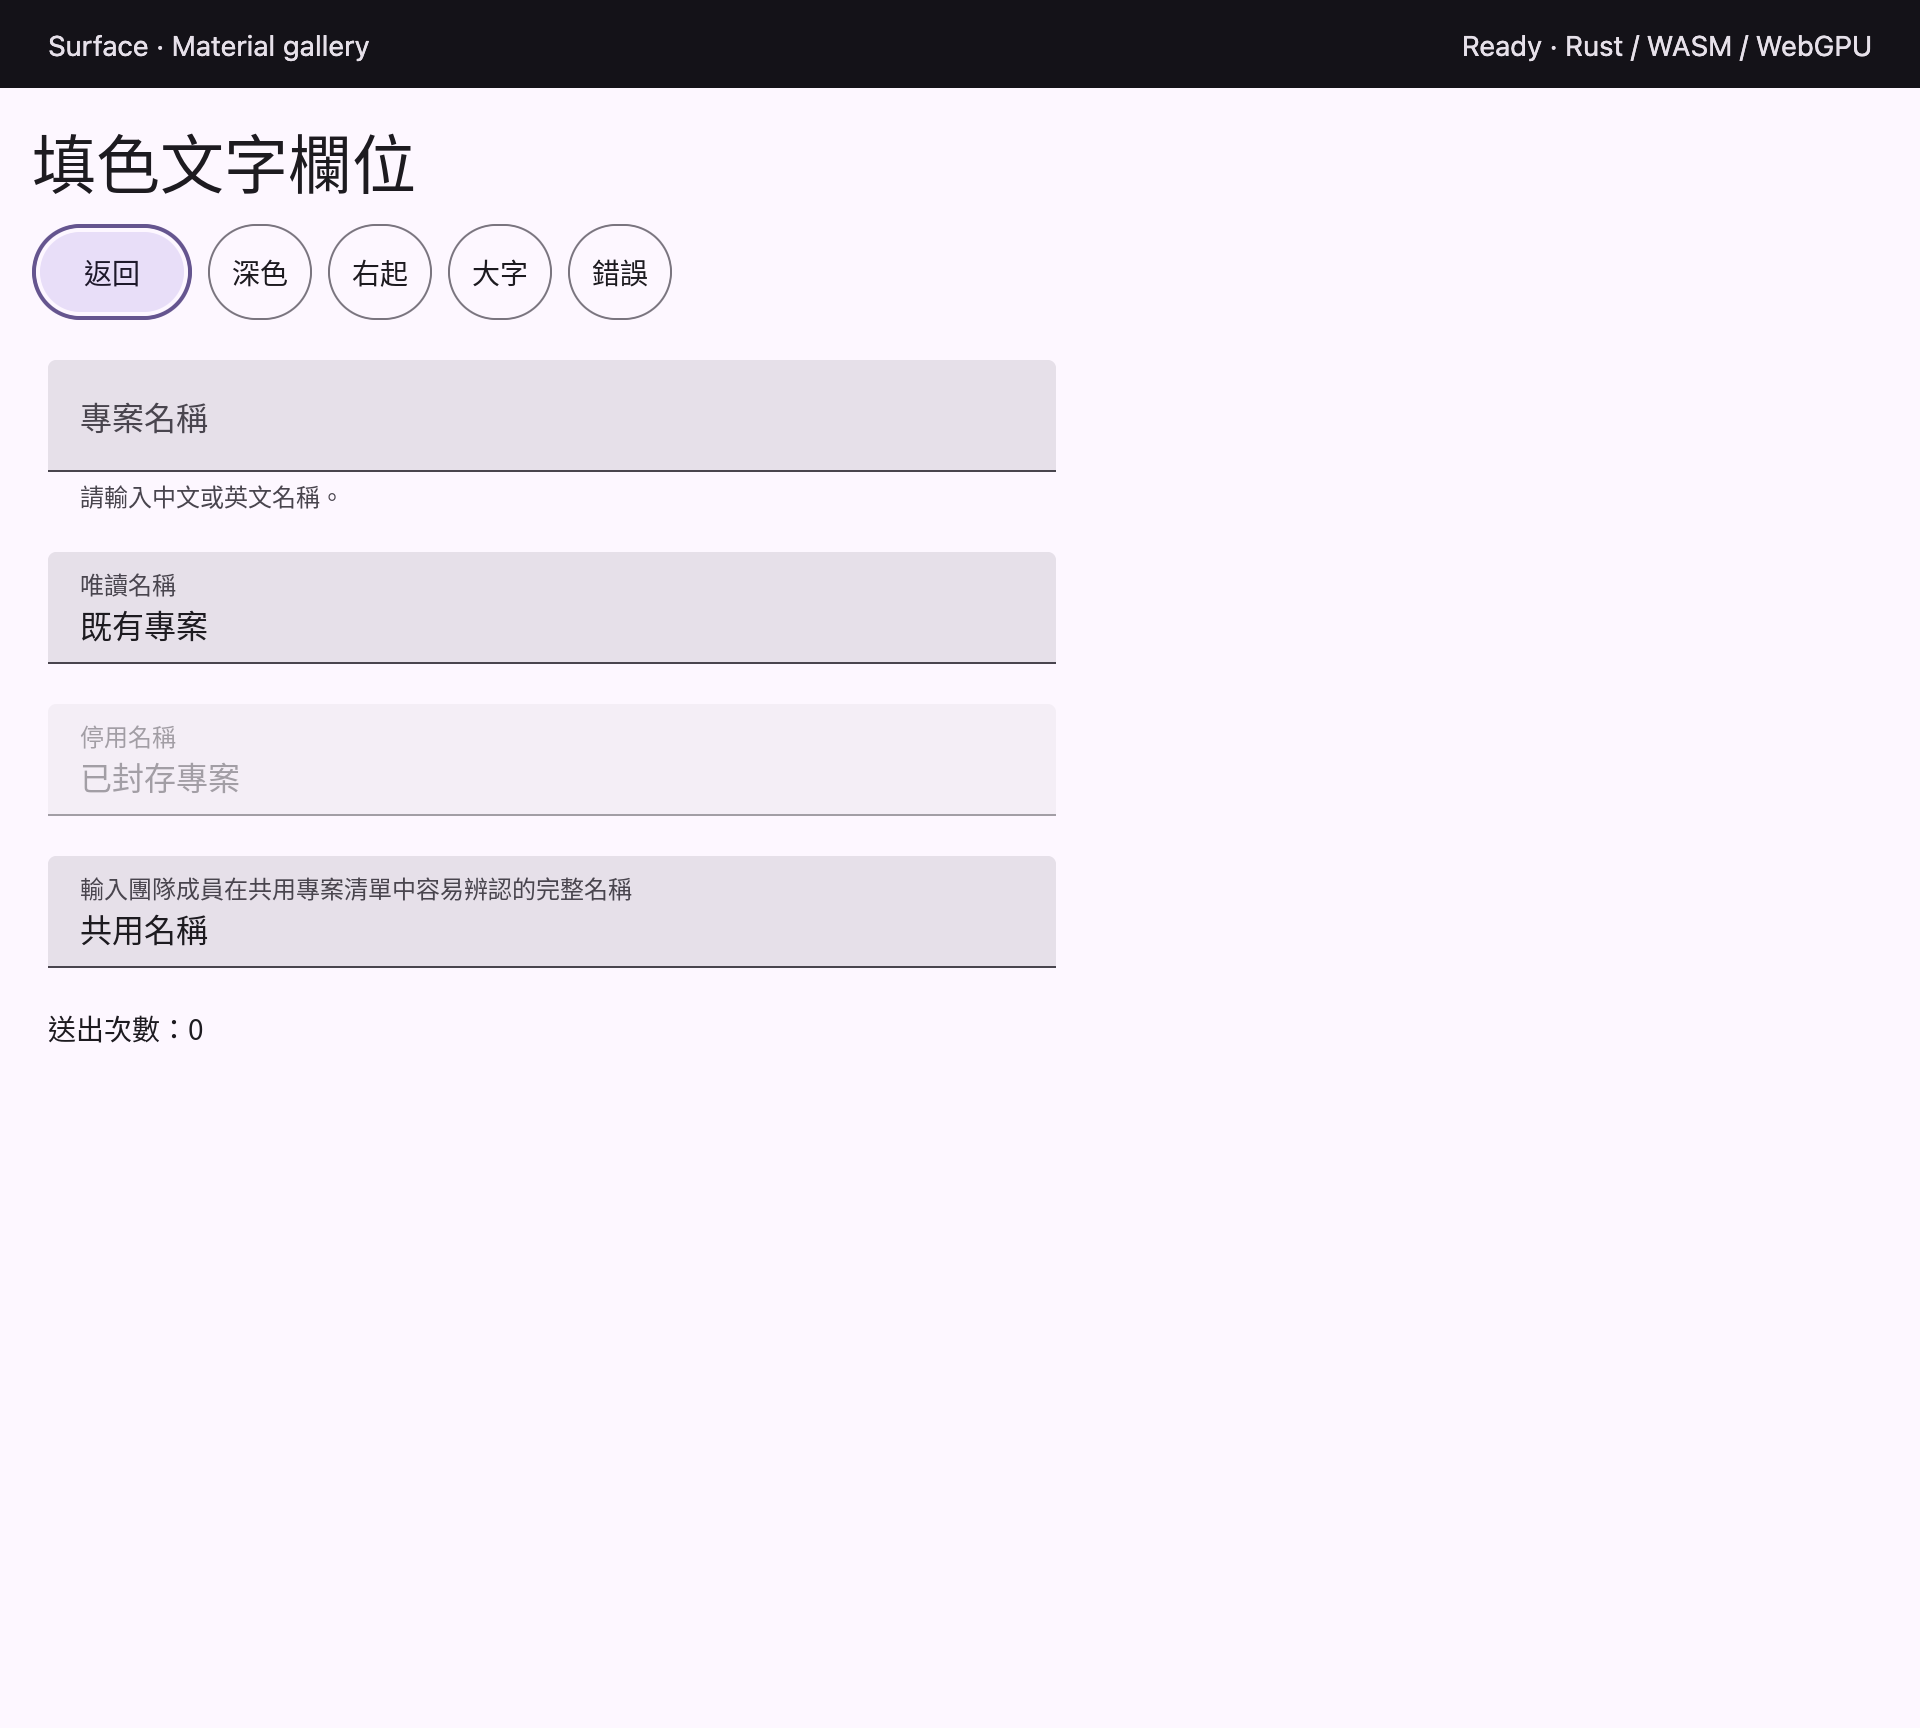 Surface · Material gallery
Ready · Rust / WASM / WebGPU
填色文字欄位
返回 深色 右起 大字 錯誤
專案名稱
請輸入中文或英文名稱。
唯讀名稱
既有專案
停用名稱
已封存專案
輸入團隊成員在共用專案清單中容易辨認的完整名稱
共用名稱
送出次數：0